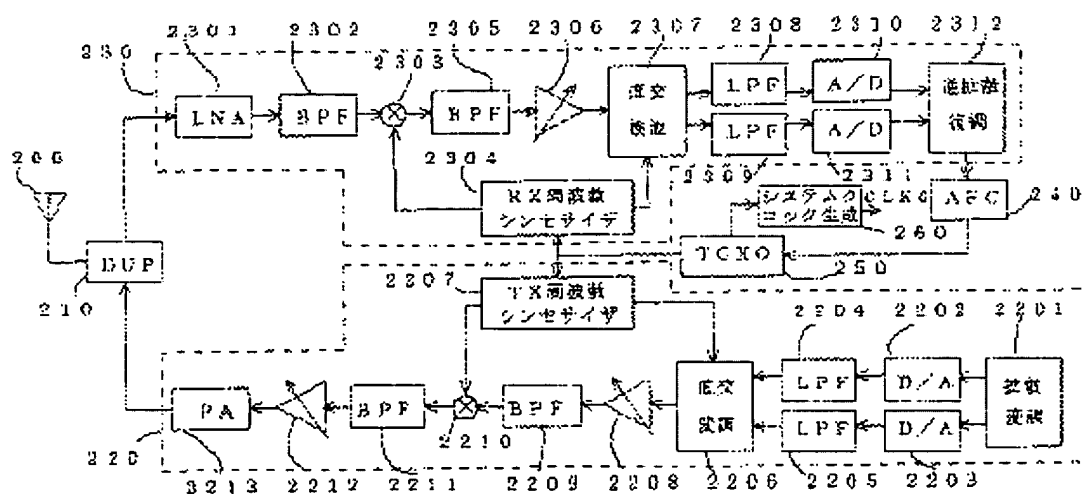 2301 2302 2305 2306 2307 2308 2310 2312
230
2303
LNA
BPF
BPF
直交
検波
LPF
A/D
逆拡散
復調
LPF
A/D
2304
2309
2311
200
RX周波数
シンセサイザ
システムク
ロック生成
CLKs
AFC
240
260
DUP
TCXO
250
210
2207
TX周波数
シンセサイザ
2204 2202 2201
直交
変調
LPF
D/A
拡散
変調
PA
BPF
BPF
LPF
D/A
2210
220
2213 2212 2211 2209 2208 2206 2205 2203